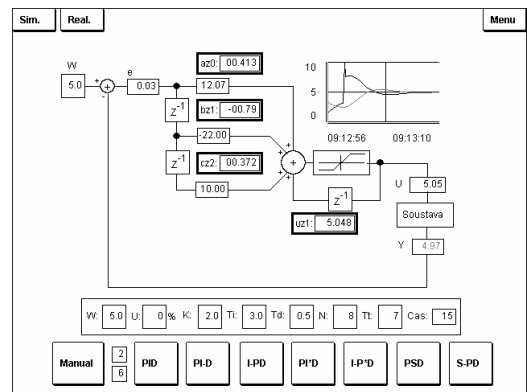 Sim. Real. Menu
az0: 00.413
10
W e
5.0 + - 0.03 12.07
5
z-1 bz1: -00.79
0
-22.00
09:12:56 09:13:10
z-1 cz2: 00.372
+
U 5.05
10.00
z-1
Soustava
uz1: 5.048
Y 4.97
W: 5.0 U: 0 % K: 2.0 Ti: 3.0 Td: 0.5 N: 8 Tt: 7 Cas: 15
Manual 2 6 PID PI-D I-PD PI*D I-P*D PSD S-PD